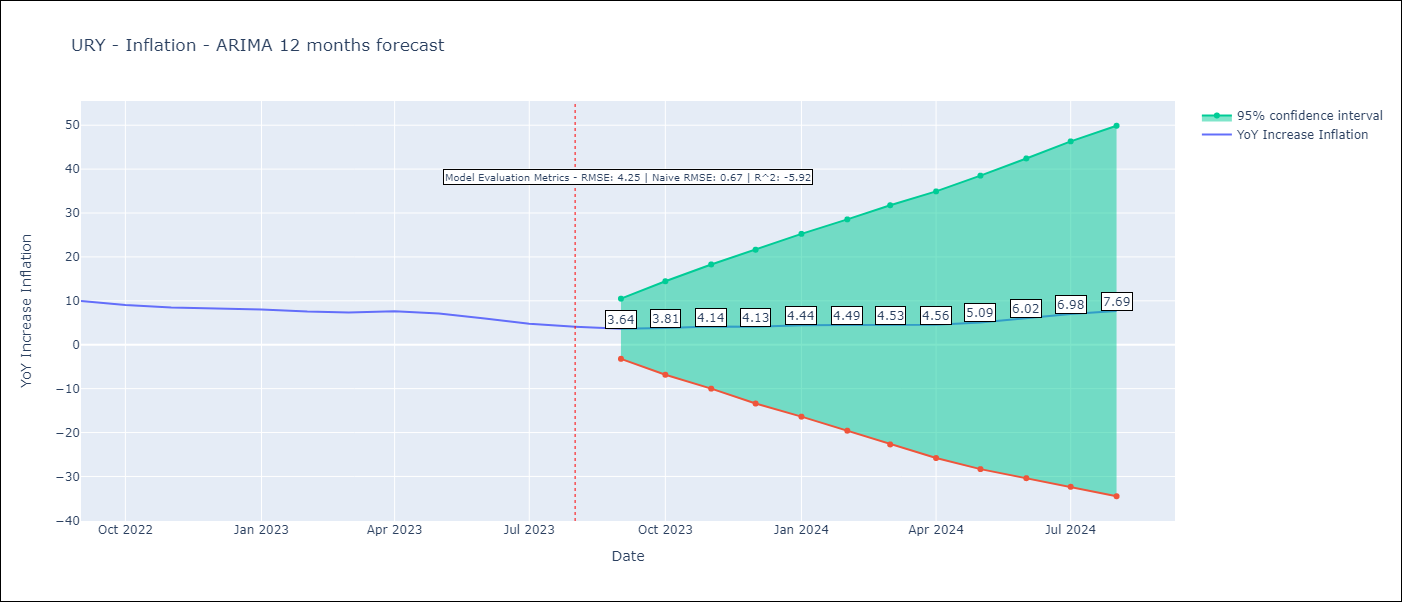 URY - Inflation - ARIMA 12 months forecast
95% confidence interval
YoY Increase Inflation
Model Evaluation Metrics - RMSE: 4.25 | Naive RMSE: 0.67 | R^2: -5.92
YoY Increase Inflation
50
40
30
20
10
0
−10
−20
−30
−40
3.64
3.81
4.14
4.13
4.44
4.49
4.53
4.56
5.09
6.02
6.98
7.69
Oct 2022
Jan 2023
Apr 2023
Jul 2023
Oct 2023
Jan 2024
Apr 2024
Jul 2024
Date